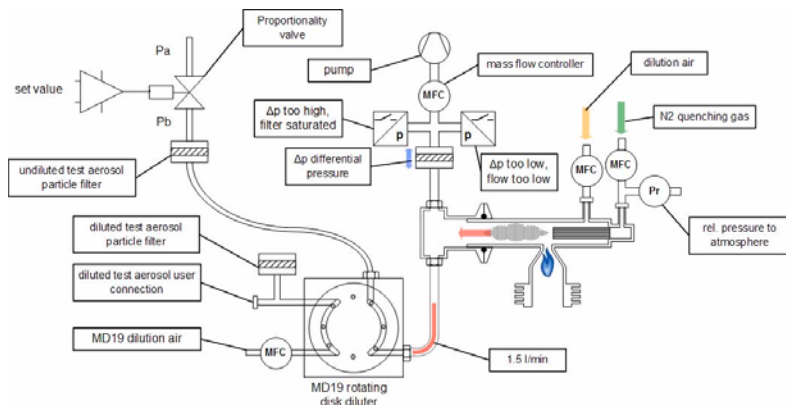 Pa
Proportionality
valve
set value
Pb
undiluted test aerosol
particle filter
pump
mass flow controller
MFC
Δp too high,
filter saturated
p
p
Δp differential
pressure
Δp too low,
flow too low
dilution air
N2 quenching gas
MFC
MFC
Pr
rel. pressure to
atmosphere
diluted test aerosol
particle filter
diluted test aerosol user
connection
MD19 dilution air
MFC
MD19 rotating
disk diluter
1.5 l/min